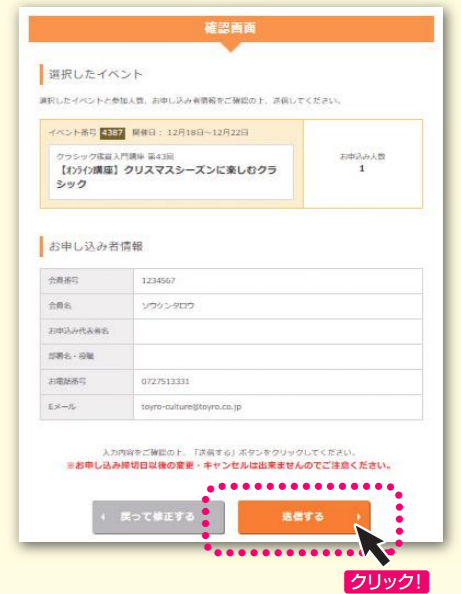 確認画面
選択したイベント
選択したイベントと参加人数、お申し込み者情報をご確認の上、送信してください。
イベント番号 4387 開催日： 12月18日～12月22日
クラシック鑑賞入門講座 第43回
【オンライン講座】クリスマスシーズンに楽しむクラ
シック
お申込み人数
1
お申し込み者情報
会員番号 1234567
会員名 ソウケンタロウ
お申込み代表者名
部署名・役職
お電話番号 0727513331
Eメール toyro-culture@toyro.co.jp
入力内容をご確認の上、「送信する」ボタンをクリックしてください。
※お申し込み締切日以後の変更・キャンセルは出来ませんのでご注意ください。
戻って修正する
送信する
クリック！